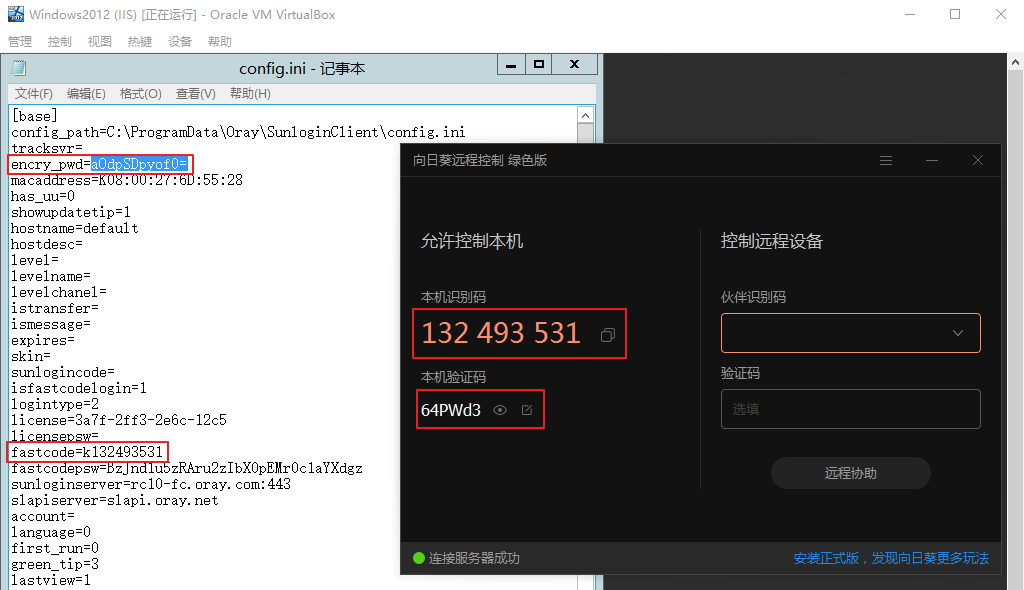 Windows2012 (IIS) [正在运行] - Oracle VM VirtualBox
管理 控制 视图 热键 设备 帮助
config.ini - 记事本
文件(F) 编辑(E) 格式(O) 查看(V) 帮助(H)
[base]
config_path=C:\ProgramData\Oray\SunloginClient\config.ini
tracksvr=
encry_pwd=aOdpSDpyof0=
macaddress=K08:00:27:6D:55:28
has_uu=0
showupdatetip=1
hostname=default
hostdesc=
level=
levelname=
levelchanel=
istransfer=
ismessage=
expires=
skin=
sunlogincode=
isfastcodelogin=1
logintype=2
license=3a7f-2ff3-2e6c-12c5
licensepsw=
fastcode=k132493531
fastcodepsw=BzJnd1u5zRAru2zIbX0pEMr0claYXdgz
sunloginserver=rc10-fc.oray.com:443
slapiserver=slapi.oray.net
account=
language=0
first_run=0
green_tip=3
lastview=1
向日葵远程控制 绿色版
允许控制本机
本机识别码
132 493 531
本机验证码
64PWd3
控制远程设备
伙伴识别码
验证码
选填
远程协助
连接服务器成功
安装正式版，发现向日葵更多玩法